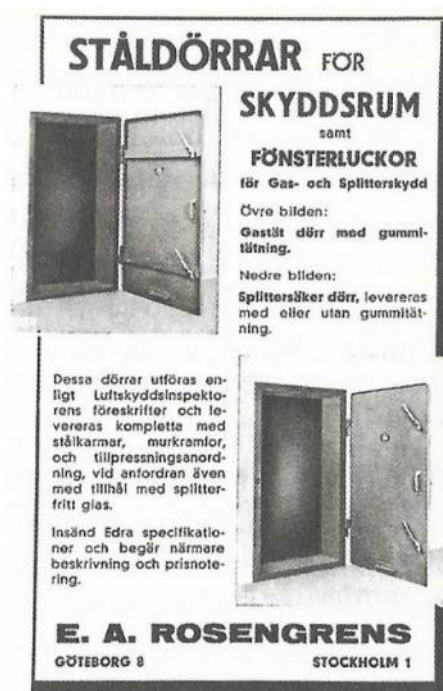 STÅLDÖRRAR FÖR
SKYDDSRUM
samt
FÖNSTERLUCKOR
för Gas- och Splitterskydd
Övre bilden:
Gastät dörr med gummi-
tätning.
Nedre bilden:
Splittersäker dörr, levereras
med eller utan gummität-
ning.
Dessa dörrar utföras en-
ligt Luftskyddsinspekto-
rens föreskrifter och le-
vereras kompletta med
stålkarmar, murkramlor,
och tillpressningsanord-
ning, vid anfordran även
med tillhål med splitter-
fritt glas.
Insänd Edra specifikatio-
ner och begär närmare
beskrivning och prisnote-
ring.
E. A. ROSENGRENS
GÖTEBORG 8 STOCKHOLM 1